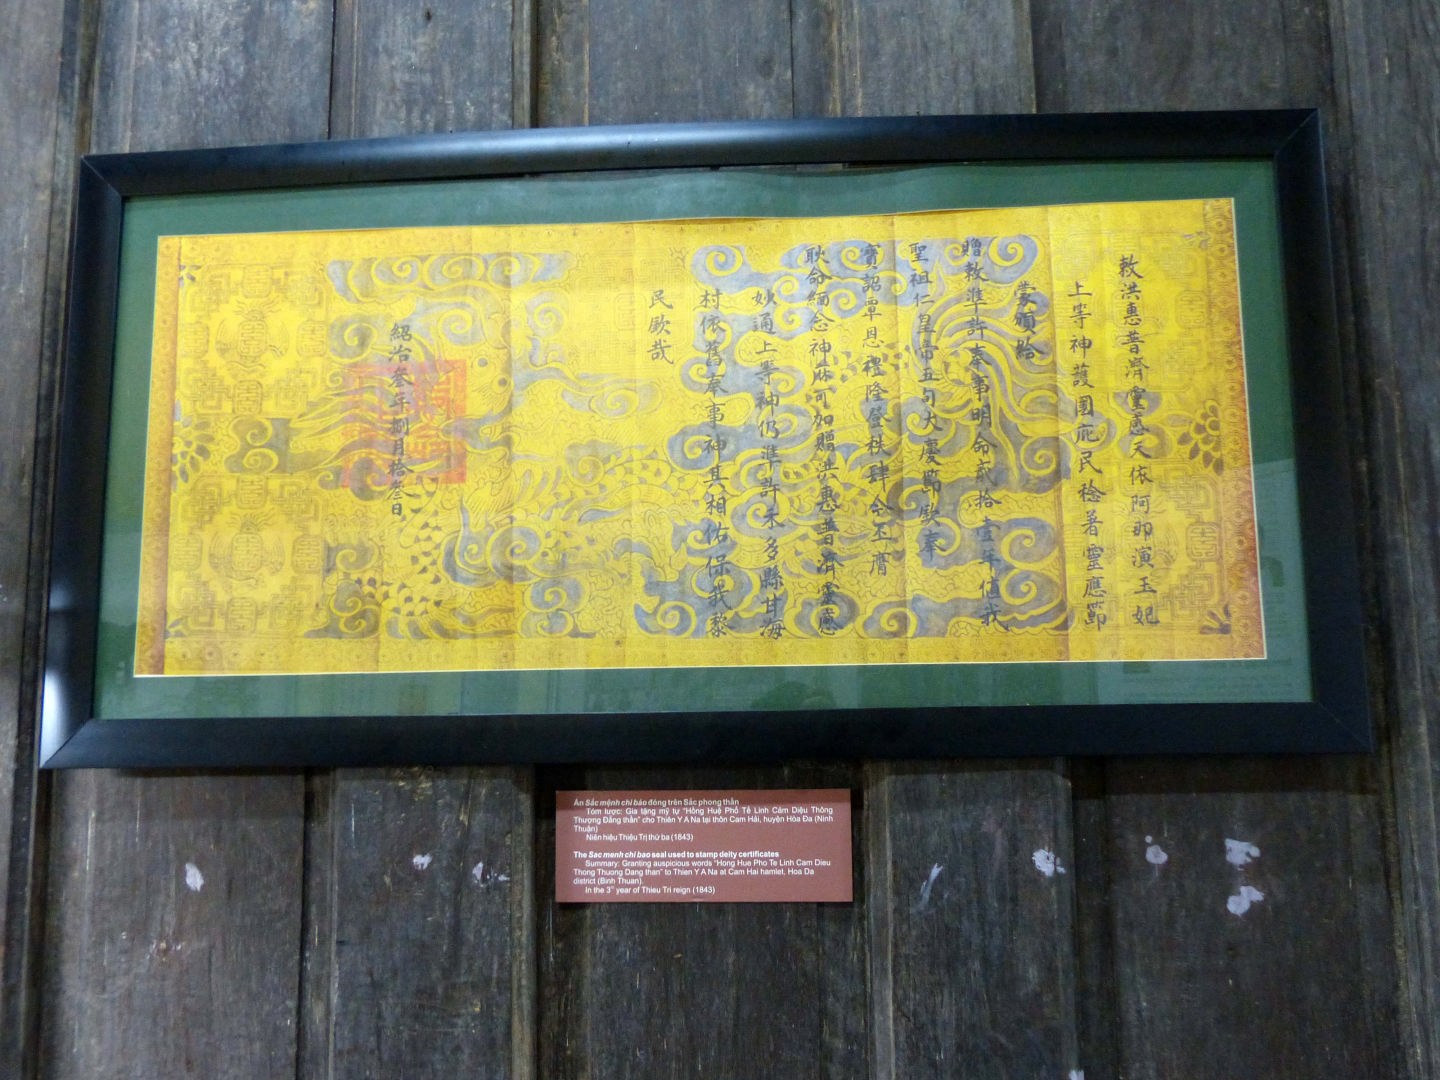 敕洪惠普濟靈感天依阿那演玉妃
上等神護國庇民稔著靈應節
蒙頒給
贈敕準許奉事明命貳拾壹年值我
聖祖仁皇帝五旬大慶節欽奉
寶詔覃恩禮隆登秩肆今丕膺
耿命緬念神庥可加贈洪惠普濟靈感
妙通上等神仍準許禾多縣甘海
村依舊奉事神其相佑保我黎
民欽哉
紹治叄年捌月拾叁日
Ấn Sắc mệnh chi bảo đóng trên Sắc phong thần
Tóm lược: Gia tặng mỹ tự "Hồng Huệ Phổ Tế Linh Cảm Diệu Thông
Thượng Đẳng thần" cho Thiên Y A Na tại thôn Cam Hải, huyện Hòa Đa (Ninh
Thuận)
Niên hiệu Thiệu Trị thứ ba (1843)
The Sac menh chi bao seal used to stamp deity certificates
Summary: Granting auspicious words "Hong Hue Pho Te Linh Cam Dieu
Thong Thuong Dang than" to Thien Y A Na at Cam Hai hamlet, Hoa Da
district (Binh Thuan).
In the 3rd year of Thieu Tri reign (1843)